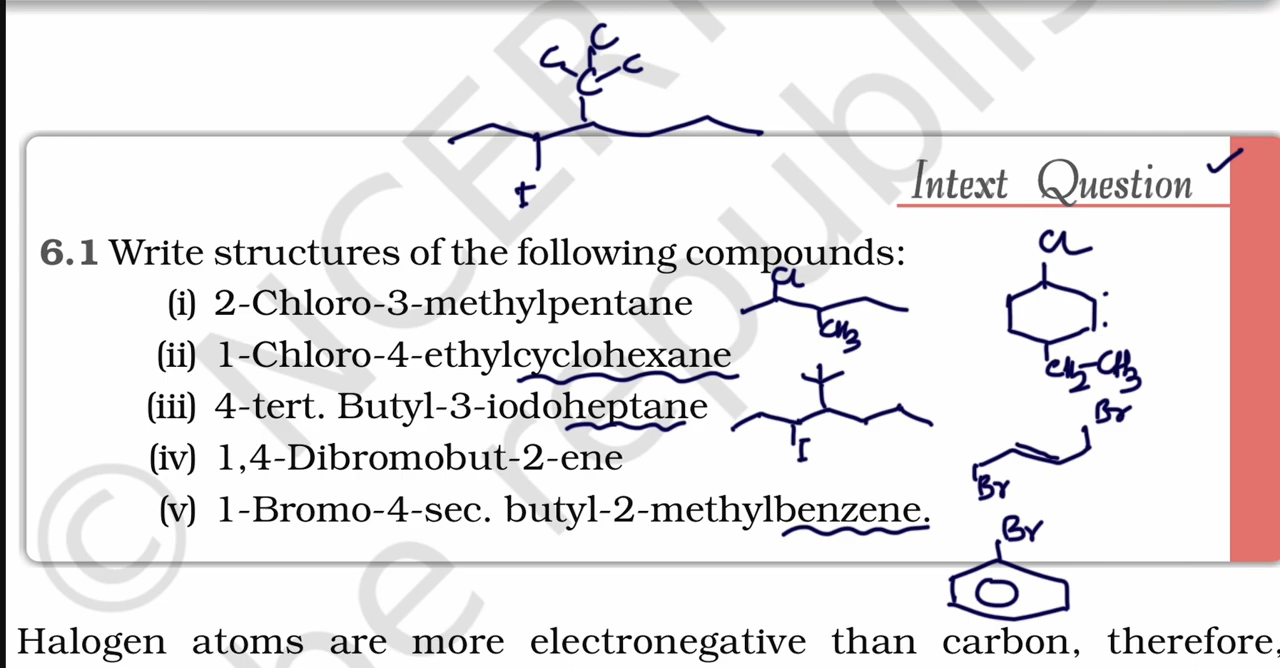 C
C C
C
I
Intext Question
Cl
6.1 Write structures of the following compounds:
Cl
(i) 2-Chloro-3-methylpentane
CH3
(ii) 1-Chloro-4-ethylcyclohexane
CH2-CH3
(iii) 4-tert. Butyl-3-iodoheptane
Br
I
(iv) 1,4-Dibromobut-2-ene
Br
(v) 1-Bromo-4-sec. butyl-2-methylbenzene.
Br
Halogen atoms are more electronegative than carbon, therefore,